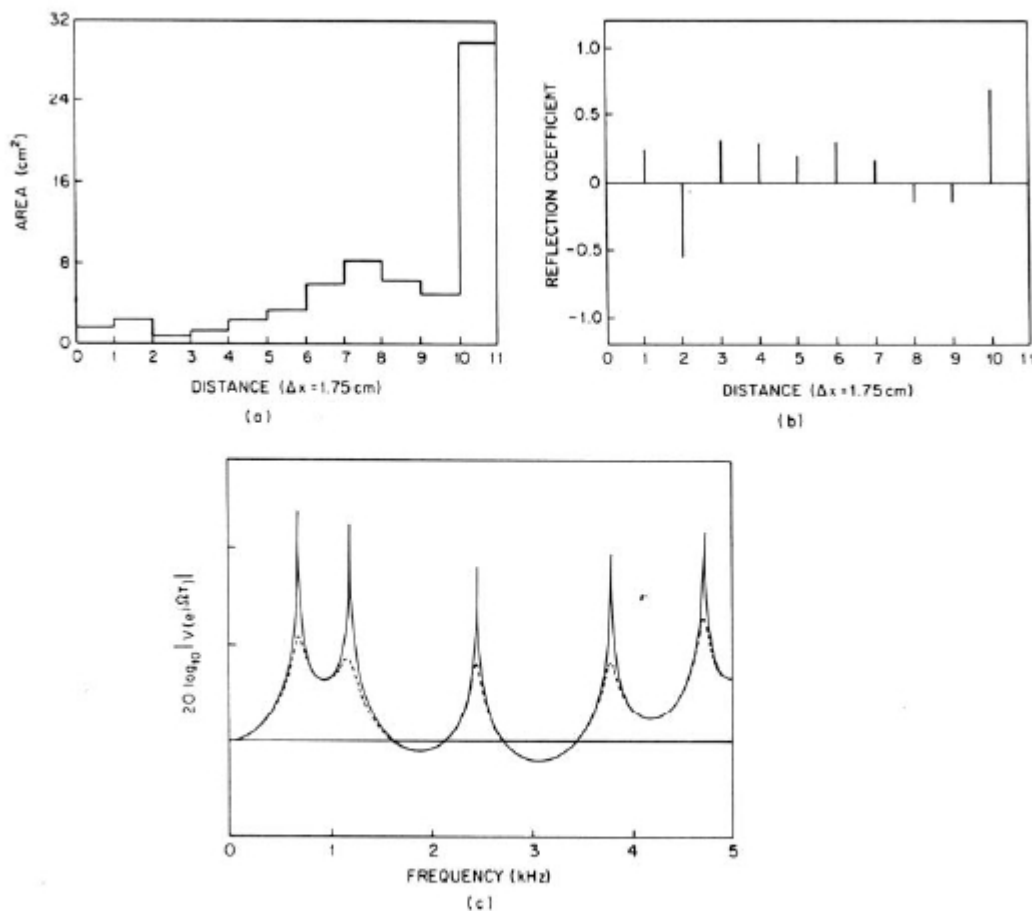 AREA (cm²)
32
24
16
8
0
0 1 2 3 4 5 6 7 8 9 10 11
DISTANCE (Δx = 1.75 cm)
(a)
REFLECTION COEFFICIENT
1.0
0.5
0
-0.5
-1.0
0 1 2 3 4 5 6 7 8 9 10 11
DISTANCE (Δx = 1.75 cm)
(b)
20 log₁₀ |V(e^jΩT)|
0 1 2 3 4 5
FREQUENCY (kHz)
(c)